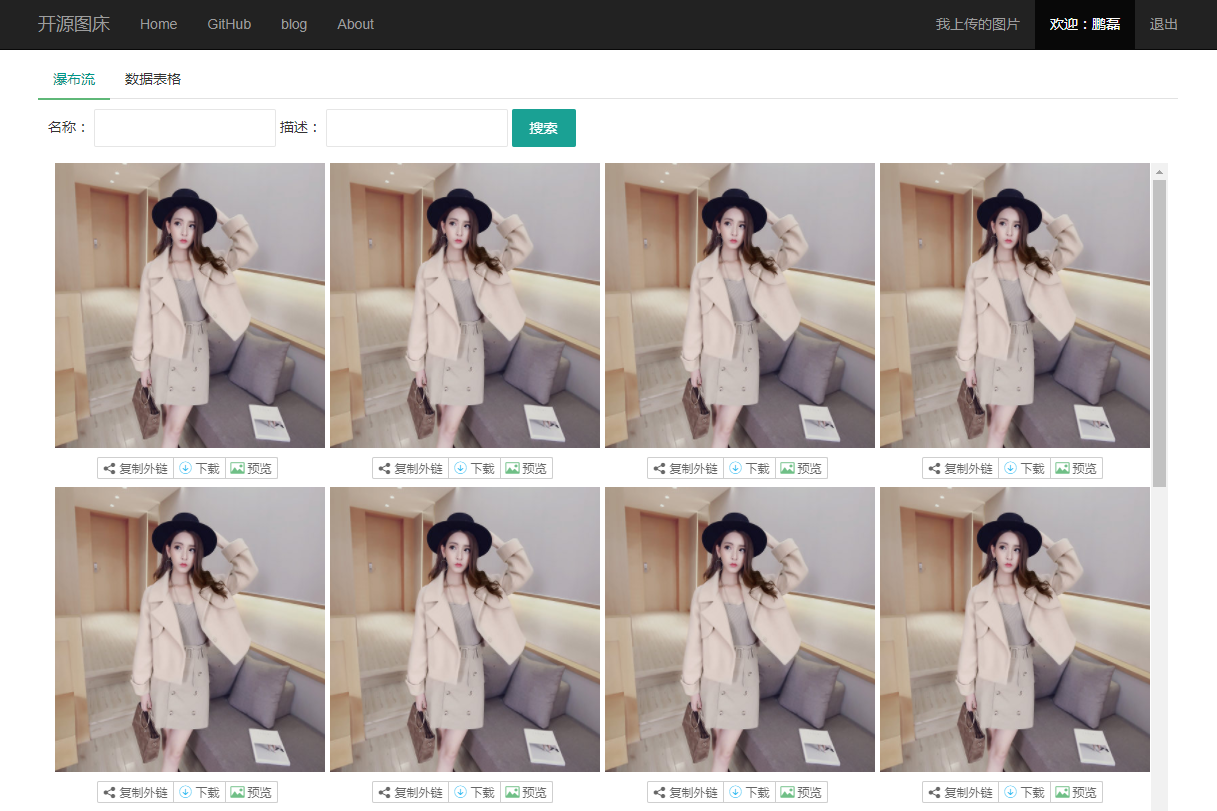 开源图床 Home GitHub blog About 我上传的图片 欢迎：鹏磊 退出
瀑布流 数据表格
名称： 描述： 搜索
复制外链 下载 预览 复制外链 下载 预览 复制外链 下载 预览 复制外链 下载 预览
复制外链 下载 预览 复制外链 下载 预览 复制外链 下载 预览 复制外链 下载 预览